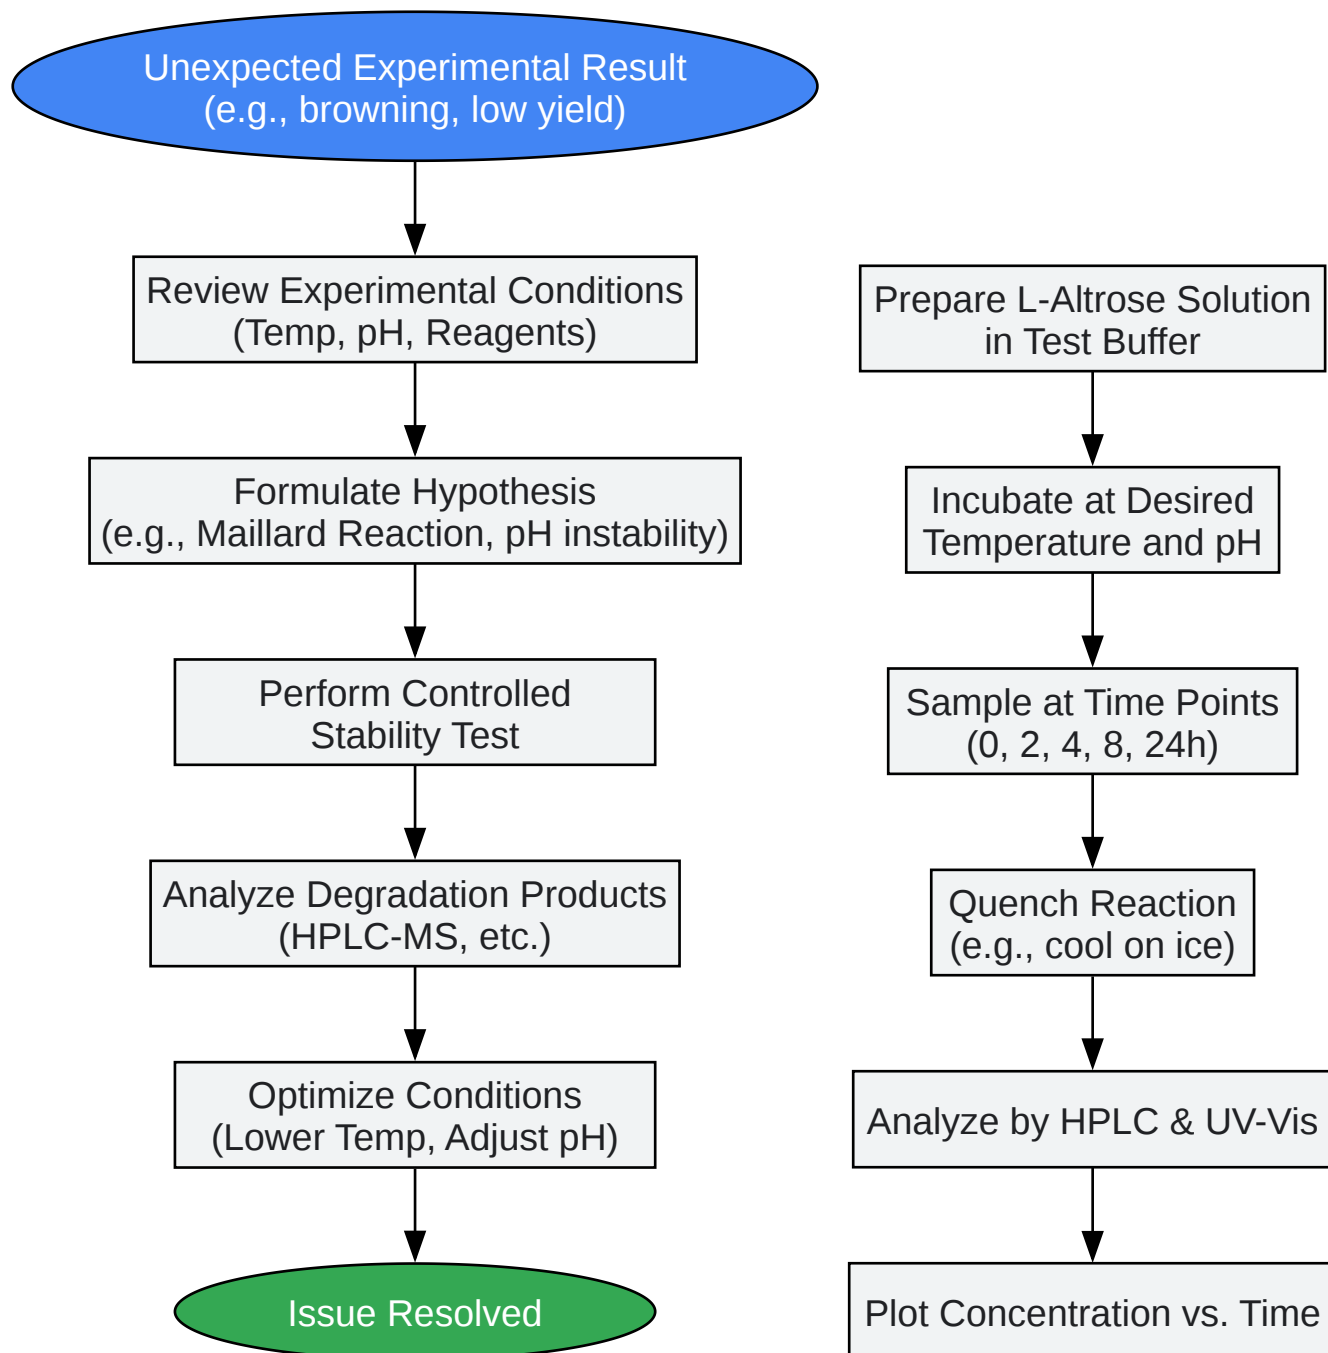 Unexpected Experimental Result
(e.g., browning, low yield)
Review Experimental Conditions
(Temp, pH, Reagents)
Formulate Hypothesis
(e.g., Maillard Reaction, pH instability)
Perform Controlled
Stability Test
Analyze Degradation Products
(HPLC-MS, etc.)
Optimize Conditions
(Lower Temp, Adjust pH)
Issue Resolved
Prepare L-Altrose Solution
in Test Buffer
Incubate at Desired
Temperature and pH
Sample at Time Points
(0, 2, 4, 8, 24h)
Quench Reaction
(e.g., cool on ice)
Analyze by HPLC & UV-Vis
Plot Concentration vs. Time